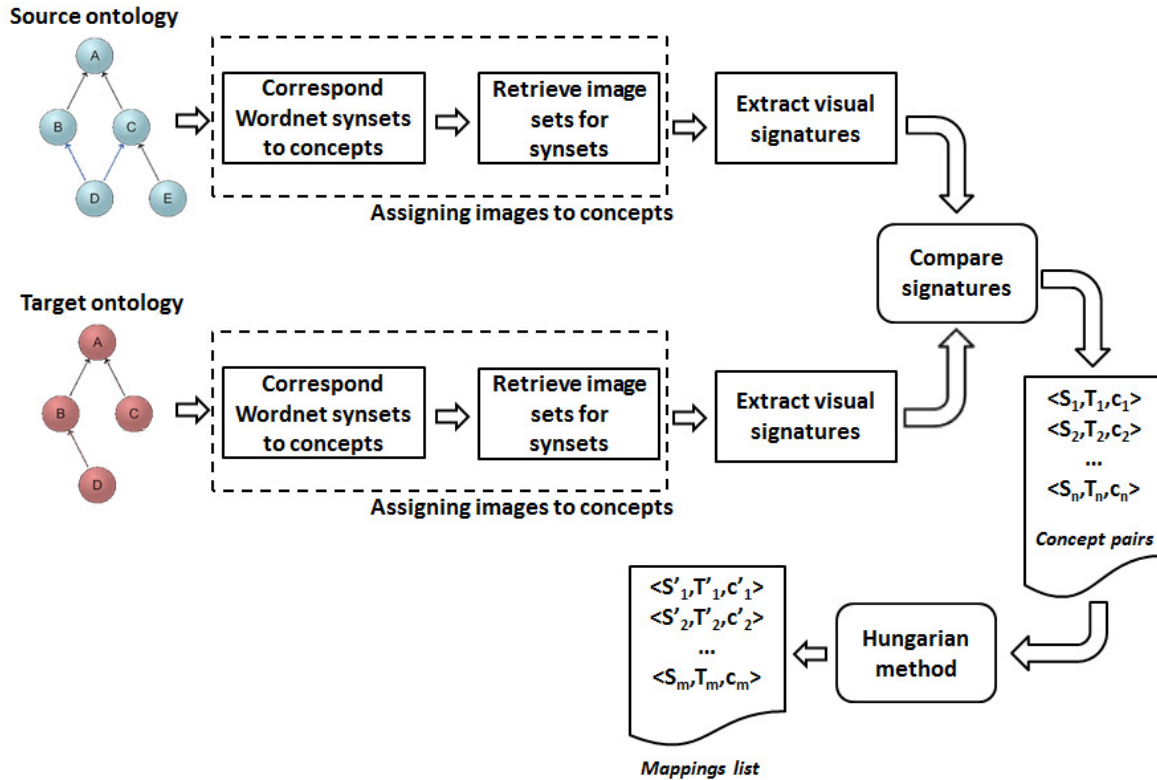 Source ontology
A
B
C
D
E
Correspond
Wordnet synsets
to concepts
Retrieve image
sets for
synsets
Assigning images to concepts
Extract visual
signatures
Compare
signatures
Target ontology
A
B
C
D
Correspond
Wordnet synsets
to concepts
Retrieve image
sets for
synsets
Assigning images to concepts
Extract visual
signatures
<S₁,T₁,c₁>
<S₂,T₂,c₂>
...
<Sₙ,Tₙ,cₙ>
Concept pairs
Hungarian
method
<S’₁,T’₁,c’₁>
<S’₂,T’₂,c’₂>
...
<Sₘ,Tₘ,cₘ>
Mappings list